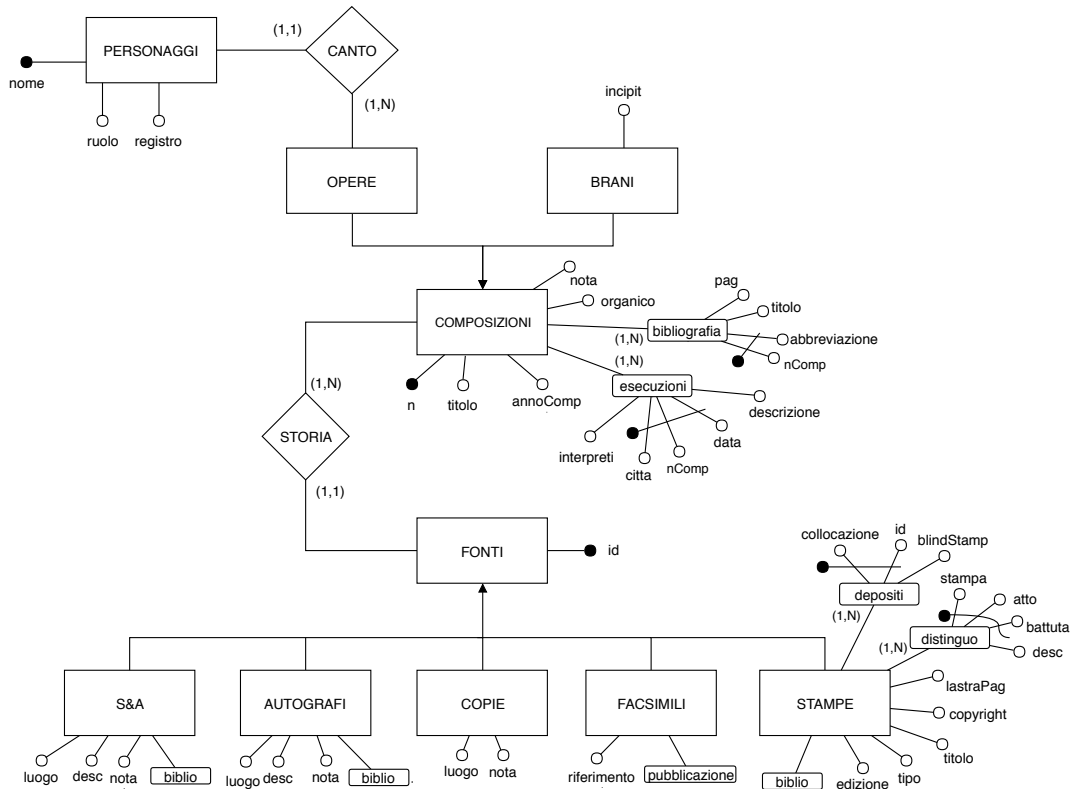 (1,1)
PERSONAGGI
CANTO
nome
(1,N)
ruolo
registro
incipit
OPERE
BRANI
nota
organico
pag
titolo
COMPOSIZIONI
bibliografia
abbreviazione
(1,N)
nComp
(1,N)
esecuzioni
n
titolo
annoComp
descrizione
(1,N)
STORIA
interpreti
data
citta
nComp
(1,1)
FONTI
id
collocazione
id
blindStamp
depositi
stampa
atto
(1,N)
battuta
distinguo
(1,N)
desc
S&A
AUTOGRAFI
COPIE
FACSIMILI
STAMPE
lastraPag
copyright
titolo
luogo
desc
nota
biblio
luogo
desc
nota
biblio
luogo
nota
riferimento
pubblicazione
biblio
edizione
tipo